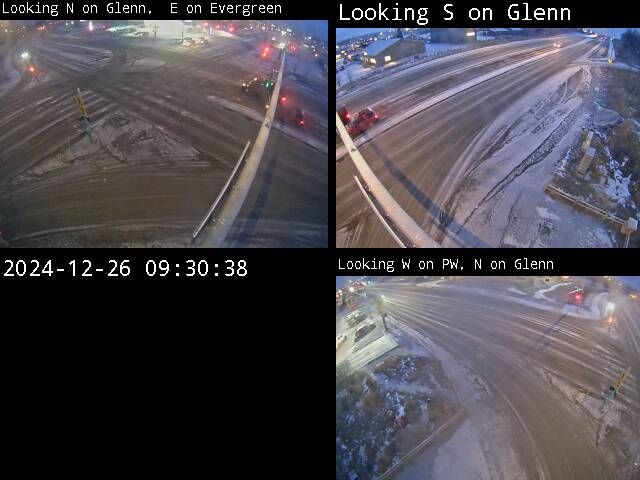 Looking N on Glenn, E on Evergreen
Looking S on Glenn
2024-12-26 09:30:38
Looking W on PW, N on Glenn